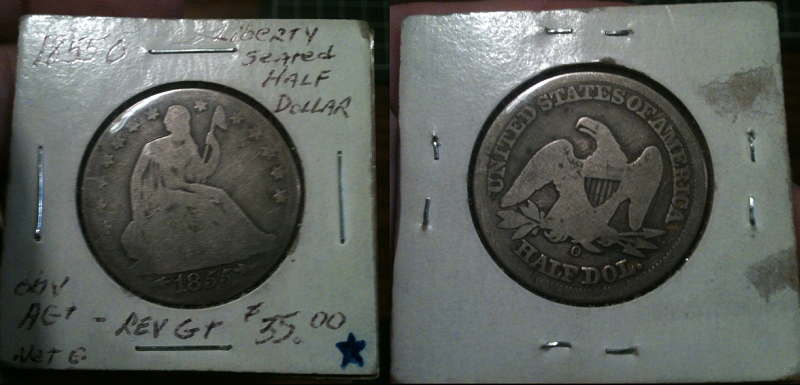 1855 O
Liberty
Seated
HALF
DOLLAR
1855
OBV
AG+ - REV G+ $35.00
Net G
UNITED STATES OF AMERICA
O
HALF DOL.